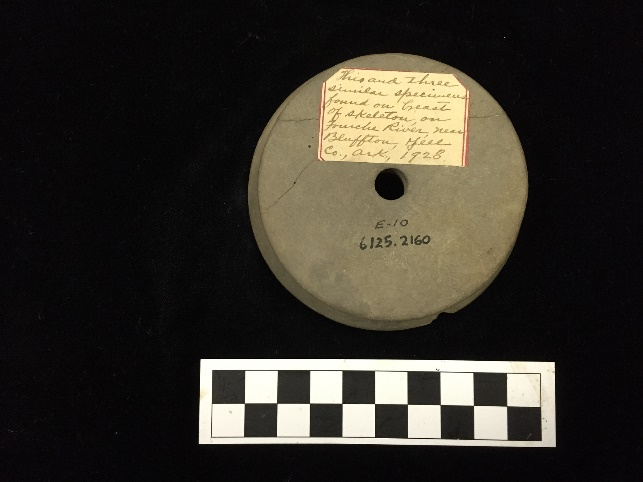 This and three
similar specimens
found on breast
of skeleton, on
Fourche River, near
Bluffton, Yell
Co., Ark, 1928
E-10
6125.2160